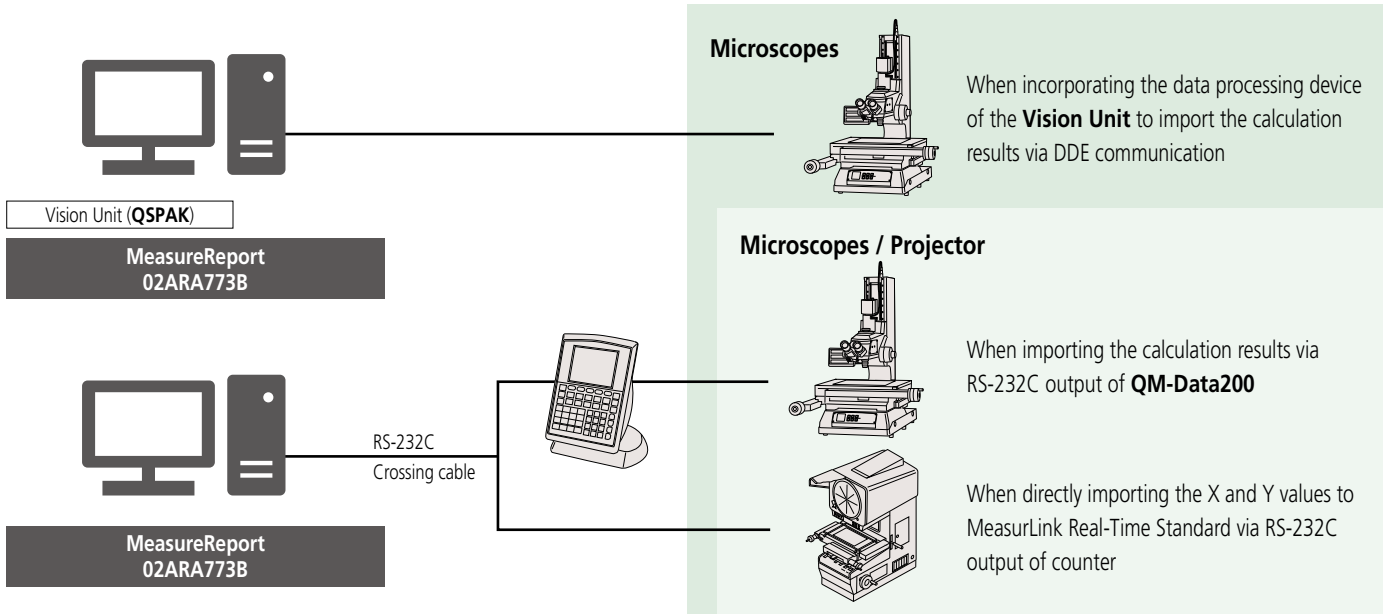 Microscopes
When incorporating the data processing device
of the Vision Unit to import the calculation
results via DDE communication
Vision Unit (QSPAK)
MeasureReport
02ARA773B
Microscopes / Projector
When importing the calculation results via
RS-232C output of QM-Data200
RS-232C
Crossing cable
When directly importing the X and Y values to
MeasurLink Real-Time Standard via RS-232C
output of counter
MeasureReport
02ARA773B